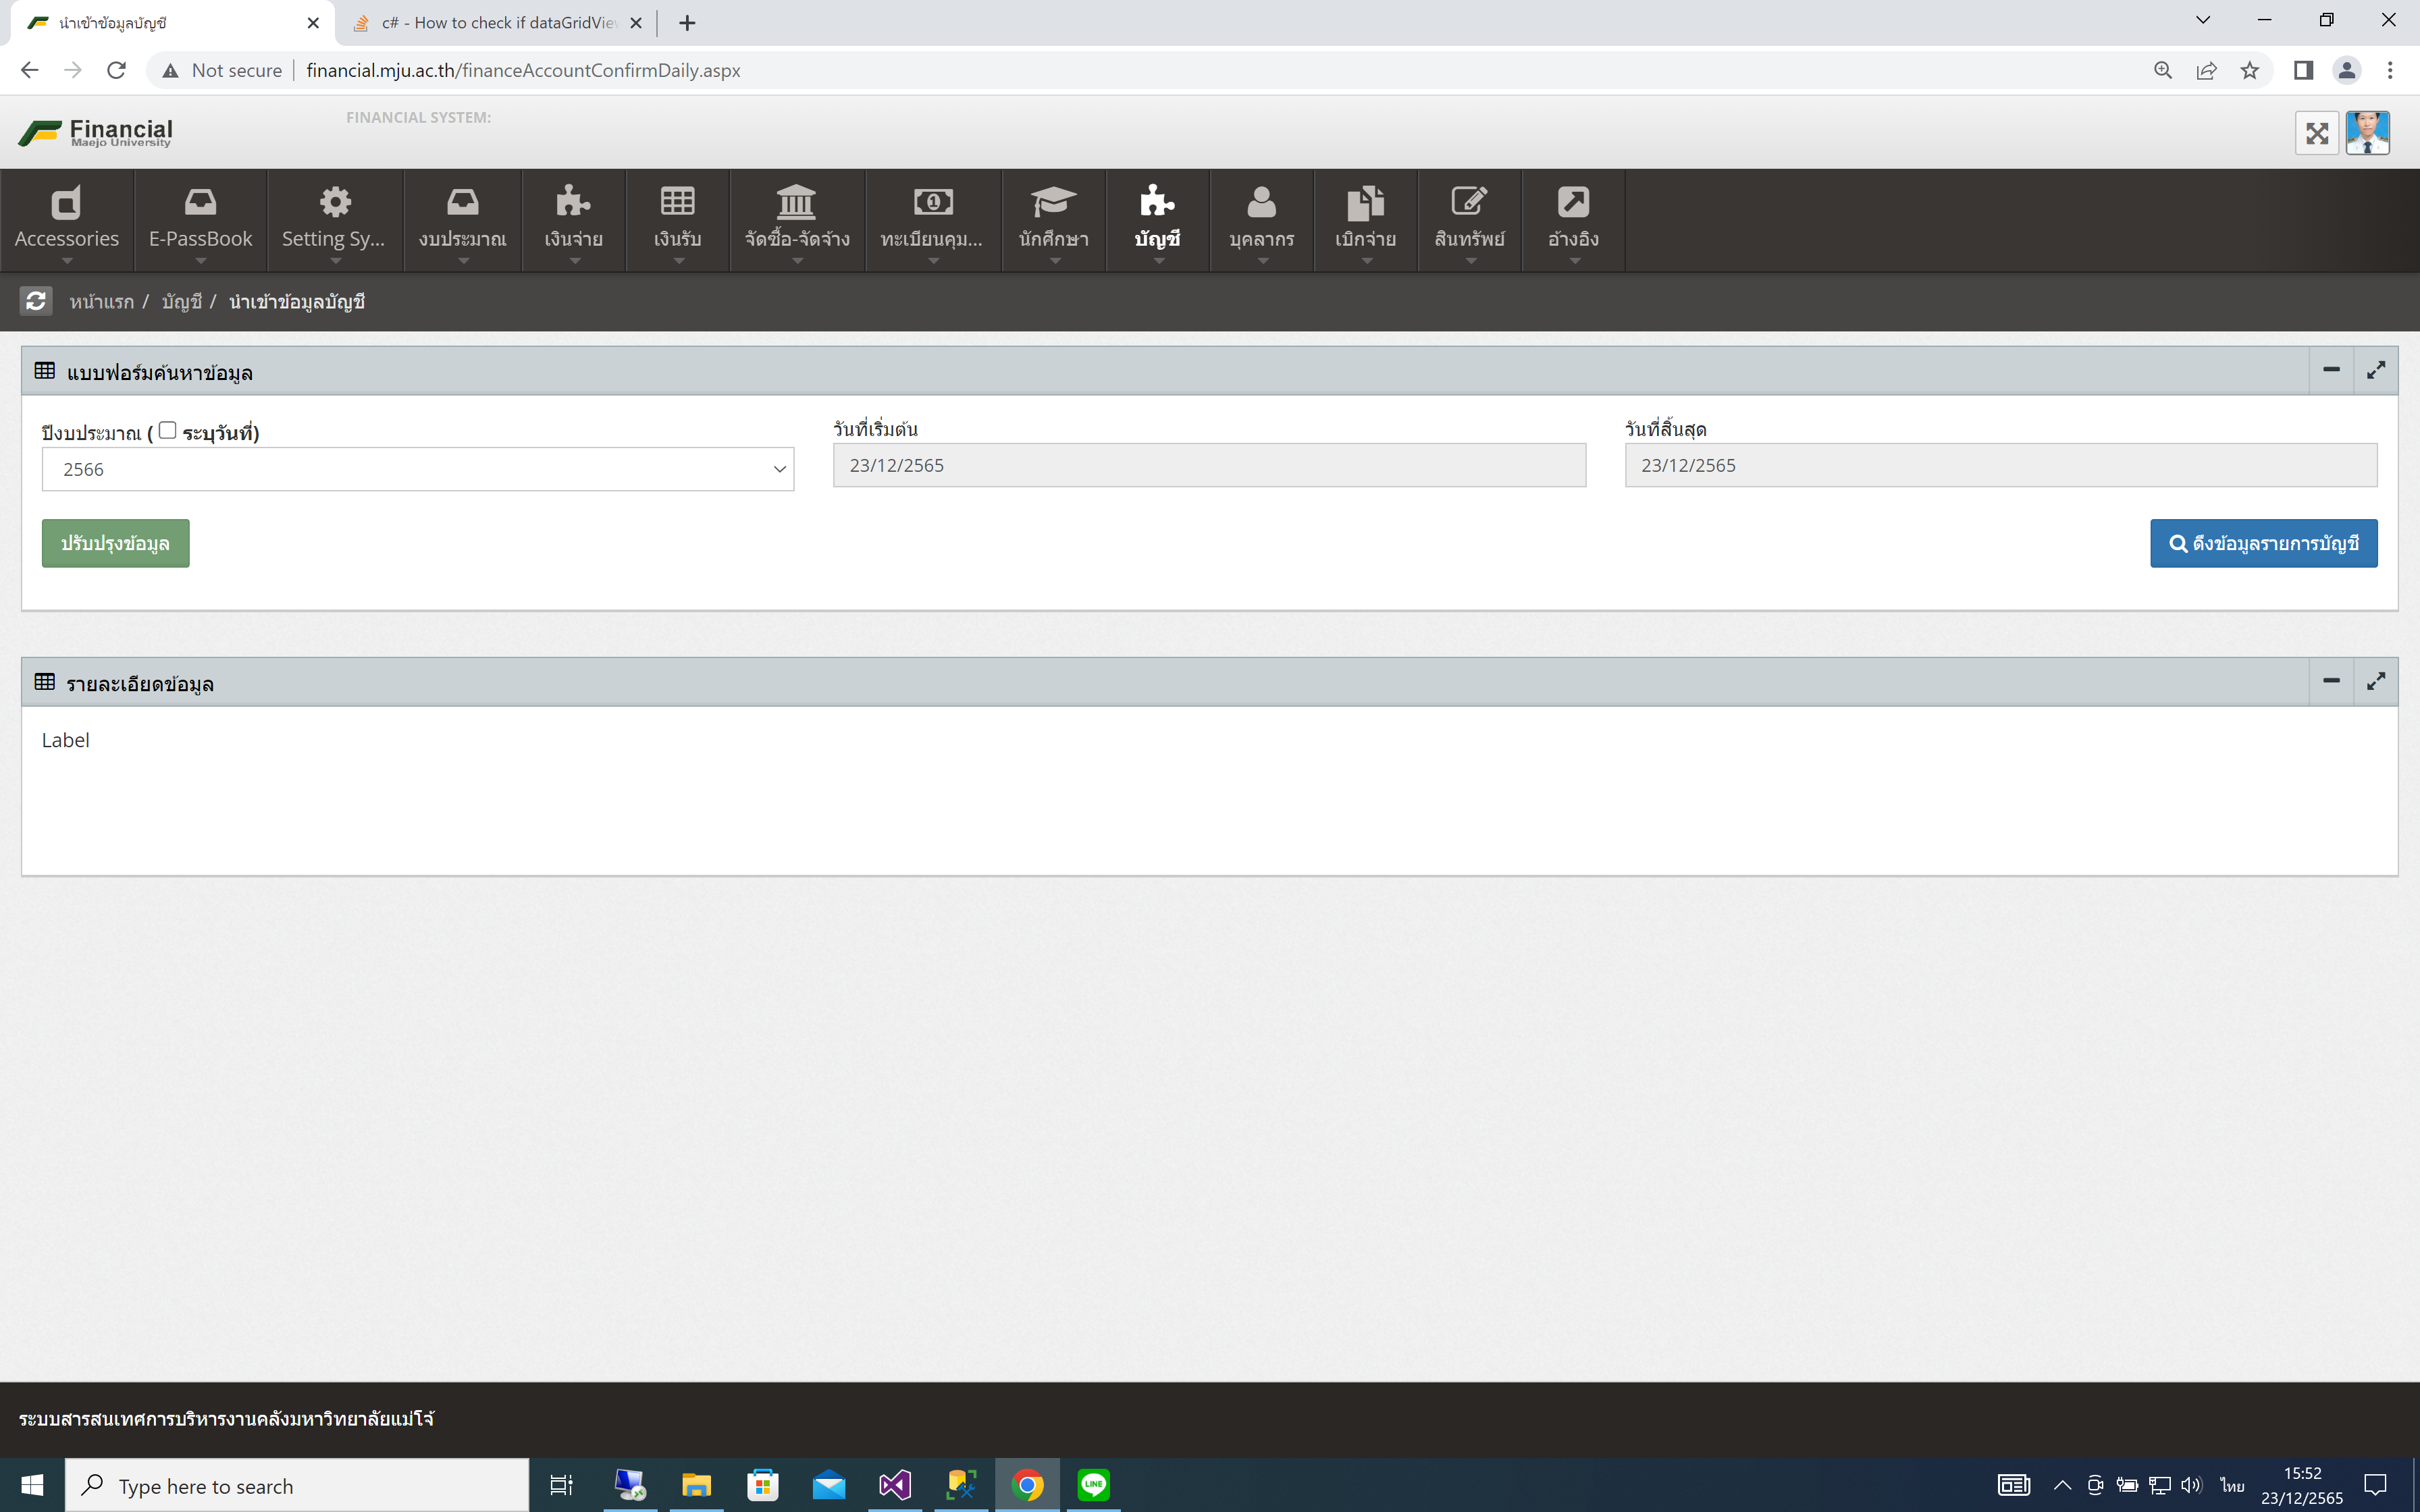 นำเข้าข้อมูลบัญชี
c# - How to check if dataGridVie
Not secure
financial.mju.ac.th/financeAccountConfirmDaily.aspx
Financial
Maejo University
FINANCIAL SYSTEM:
Accessories
E-PassBook
Setting Sy...
งบประมาณ
เงินจ่าย
เงินรับ
จัดซื้อ-จัดจ้าง
ทะเบียนคุม...
นักศึกษา
บัญชี
บุคลากร
เบิกจ่าย
สินทรัพย์
อ้างอิง
หน้าแรก / บัญชี / นำเข้าข้อมูลบัญชี
แบบฟอร์มค้นหาข้อมูล
ปีงบประมาณ ( ระบุวันที่)
วันที่เริ่มต้น
วันที่สิ้นสุด
2566
23/12/2565
23/12/2565
ปรับปรุงข้อมูล
ดึงข้อมูลรายการบัญชี
รายละเอียดข้อมูล
Label
ระบบสารสนเทศการบริหารงานคลังมหาวิทยาลัยแม่โจ้
Type here to search
LINE
ไทย
15:52
23/12/2565